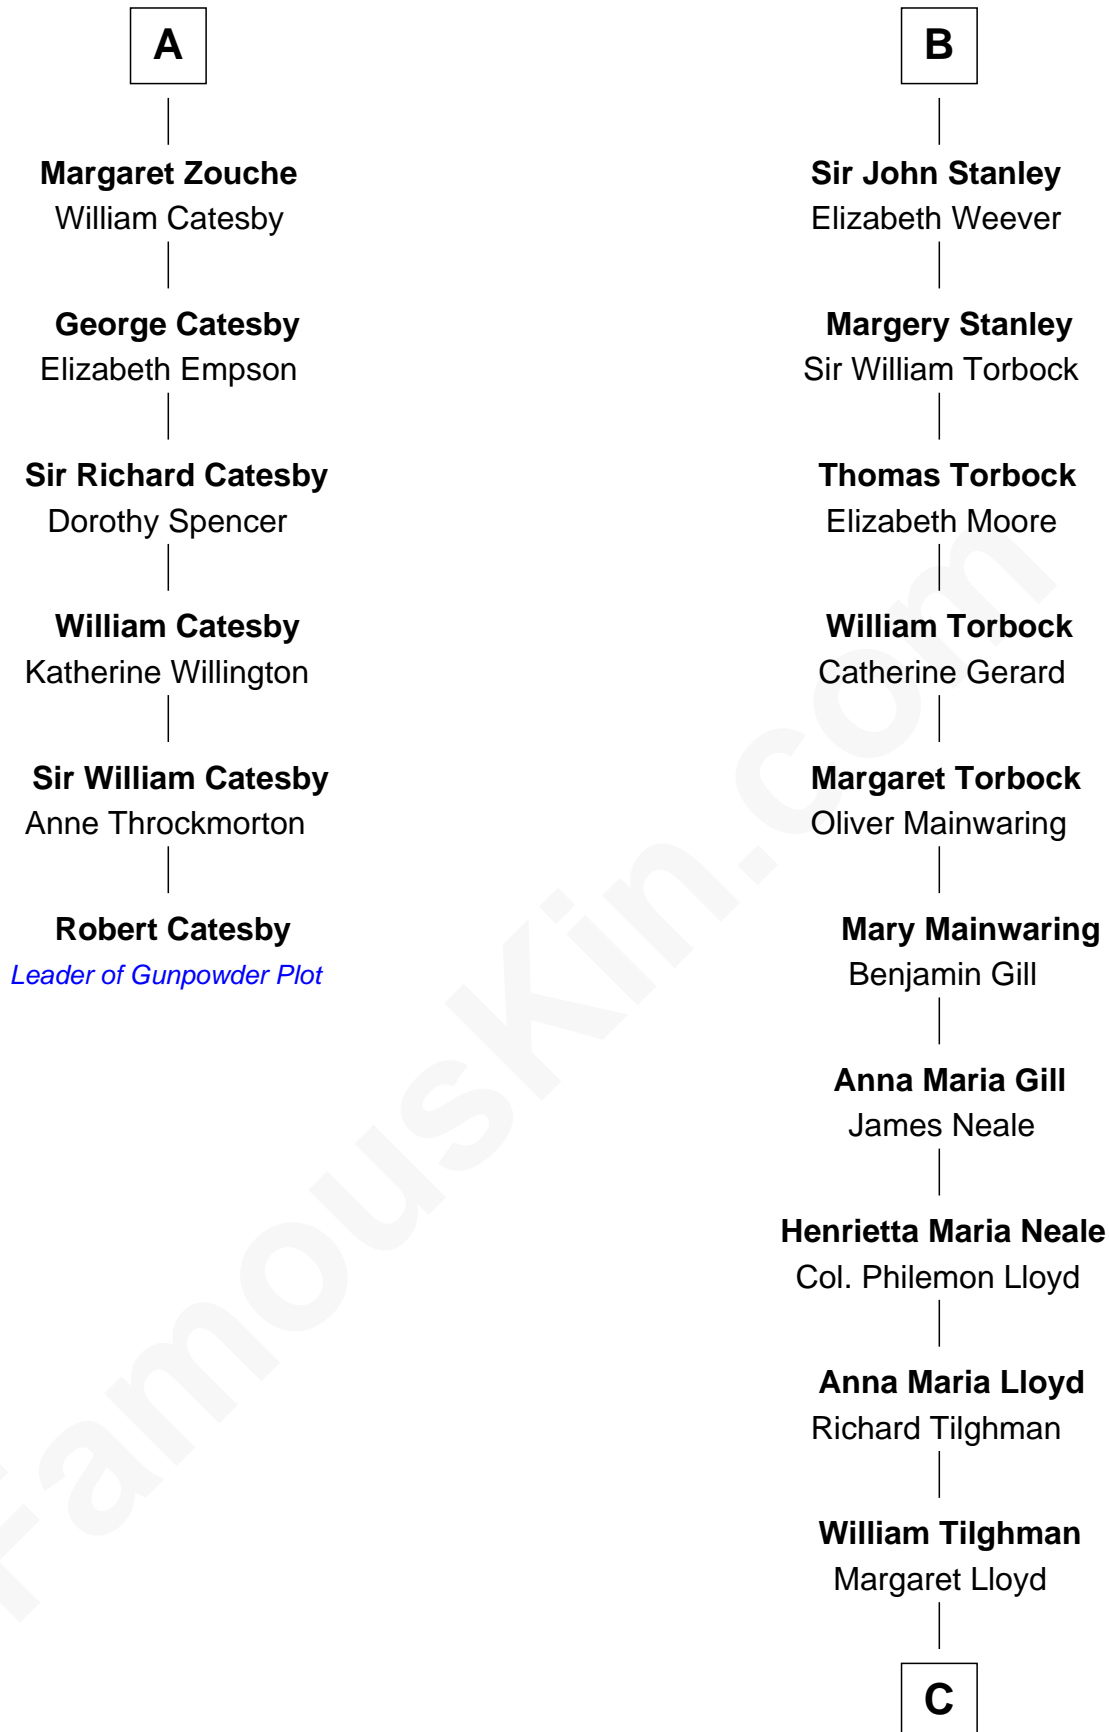 A
Margaret Zouche
William Catesby
George Catesby
Elizabeth Empson
Sir Richard Catesby
Dorothy Spencer
William Catesby
Katherine Willington
Sir William Catesby
Anne Throckmorton
Robert Catesby
Leader of Gunpowder Plot
B
Sir John Stanley
Elizabeth Weever
Margery Stanley
Sir William Torbock
Thomas Torbock
Elizabeth Moore
William Torbock
Catherine Gerard
Margaret Torbock
Oliver Mainwaring
Mary Mainwaring
Benjamin Gill
Anna Maria Gill
James Neale
Henrietta Maria Neale
Col. Philemon Lloyd
Anna Maria Lloyd
Richard Tilghman
William Tilghman
Margaret Lloyd
C
FamousKin.com